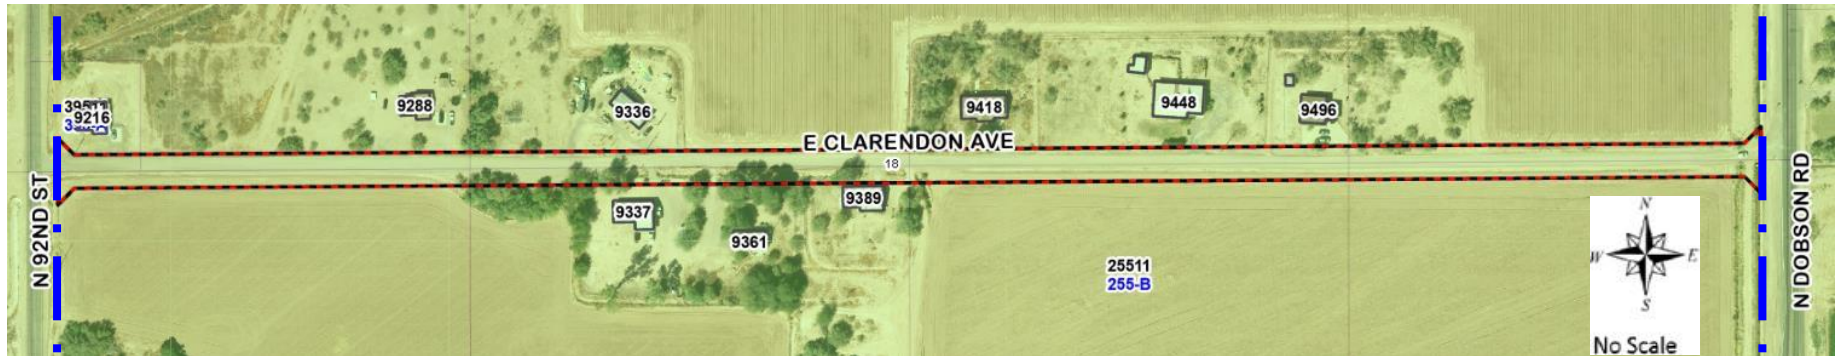 9288
9336
9418
9448
9496
9216
E CLARENDON AVE
18
N 92ND ST
9337
9389
9361
25511
255-B
N DOBSON RD
N
W
E
S
No Scale